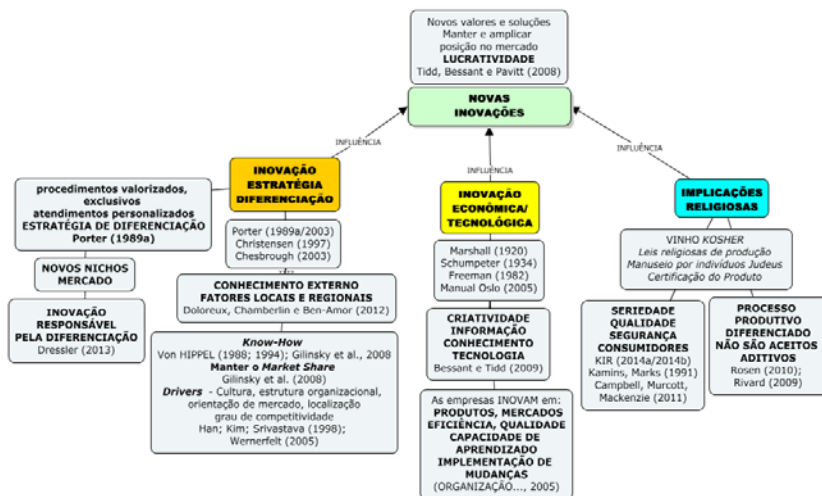 Novos valores e soluções
Manter e amplicar
posição no mercado
LUCRATIVIDADE
Tidd, Bessant e Pavitt (2008)
NOVAS
INOVAÇÕES
INFLUÊNCIA
INFLUÊNCIA
INFLUÊNCIA
procedimentos valorizados,
exclusivos
atendimentos personalizados
ESTRATÉGIA DE DIFERENCIAÇÃO
Porter (1989a)
NOVOS NICHOS
MERCADO
INOVAÇÃO
RESPONSÁVEL
PELA DIFERENCIAÇÃO
Dressler (2013)
INOVAÇÃO
ESTRATÉGIA
DIFERENCIAÇÃO
Porter (1989a/2003)
Christensen (1997)
Chesbrough (2003)
CONHECIMENTO EXTERNO
FATORES LOCAIS E REGIONAIS
Doloreux, Chamberlin e Ben-Amor (2012)
Know-How
Von HIPPEL (1988; 1994); Gilinsky et al., 2008
Manter o Market Share
Gilinsky et al. (2008)
Drivers - Cultura, estrutura organizacional,
orientação de mercado, localização
grau de competitividade
Han; Kim; Srivastava (1998);
Wernerfelt (2005)
INOVAÇÃO
ECONÔMICA/
TECNOLÓGICA
Marshall (1920)
Schumpeter (1934)
Freeman (1982)
Manual Oslo (2005)
CRIATIVIDADE
INFORMAÇÃO
CONHECIMENTO
TECNOLOGIA
Bessant e Tidd (2009)
As empresas INOVAM em:
PRODUTOS, MERCADOS
EFICIÊNCIA, QUALIDADE
CAPACIDADE DE
APRENDIZADO
IMPLEMENTAÇÃO DE
MUDANÇAS
(ORGANIZAÇÃO..., 2005)
IMPLICAÇÕES
RELIGIOSAS
VINHO KOSHER
Leis religiosas de produção
Manuseio por indivíduos Judeus
Certificação do Produto
SERIEDADE
QUALIDADE
SEGURANÇA
CONSUMIDORES
KIR (2014a/2014b)
Kamins, Marks (1991)
Campbell, Murcott,
Mackenzie (2011)
PROCESSO
PRODUTIVO
DIFERENCIADO
NÃO SÃO ACEITOS
ADITIVOS
Rosen (2010);
Rivard (2009)